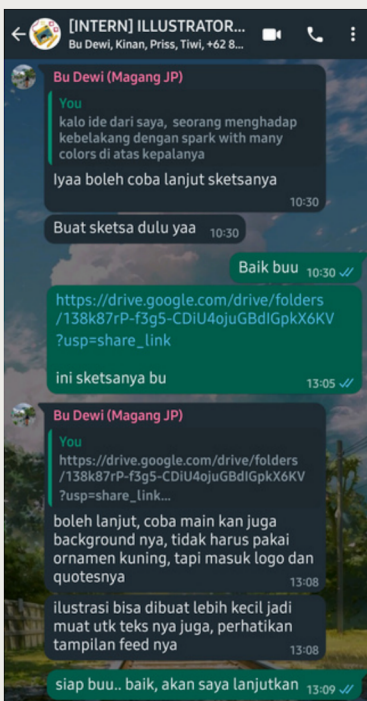 [INTERN] ILLUSTRATOR...
Bu Dewi, Kinan, Priss, Tiwi, +62 8...
Bu Dewi (Magang JP)
You
kalo ide dari saya, seorang menghadap
kebelakang dengan spark with many
colors di atas kepalanya
Iyaa boleh coba lanjut sketsanya
10:30
Buat sketsa dulu yaa 10:30
Baik buu 10:30
https://drive.google.com/drive/folders
/138k87rP-f3g5-CDiU4ojuGBdIGpkX6KV
?usp=share_link
ini sketsanya bu
13:05
Bu Dewi (Magang JP)
You
https://drive.google.com/drive/folders
/138k87rP-f3g5-CDiU4ojuGBdIGpkX6KV
?usp=share_link...
boleh lanjut, coba main kan juga
background nya, tidak harus pakai
ornamen kuning, tapi masuk logo dan
quotesnya
13:08
ilustrasi bisa dibuat lebih kecil jadi
muat utk teks nya juga, perhatikan
tampilan feed nya
13:08
siap buu.. baik, akan saya lanjutkan 13:09